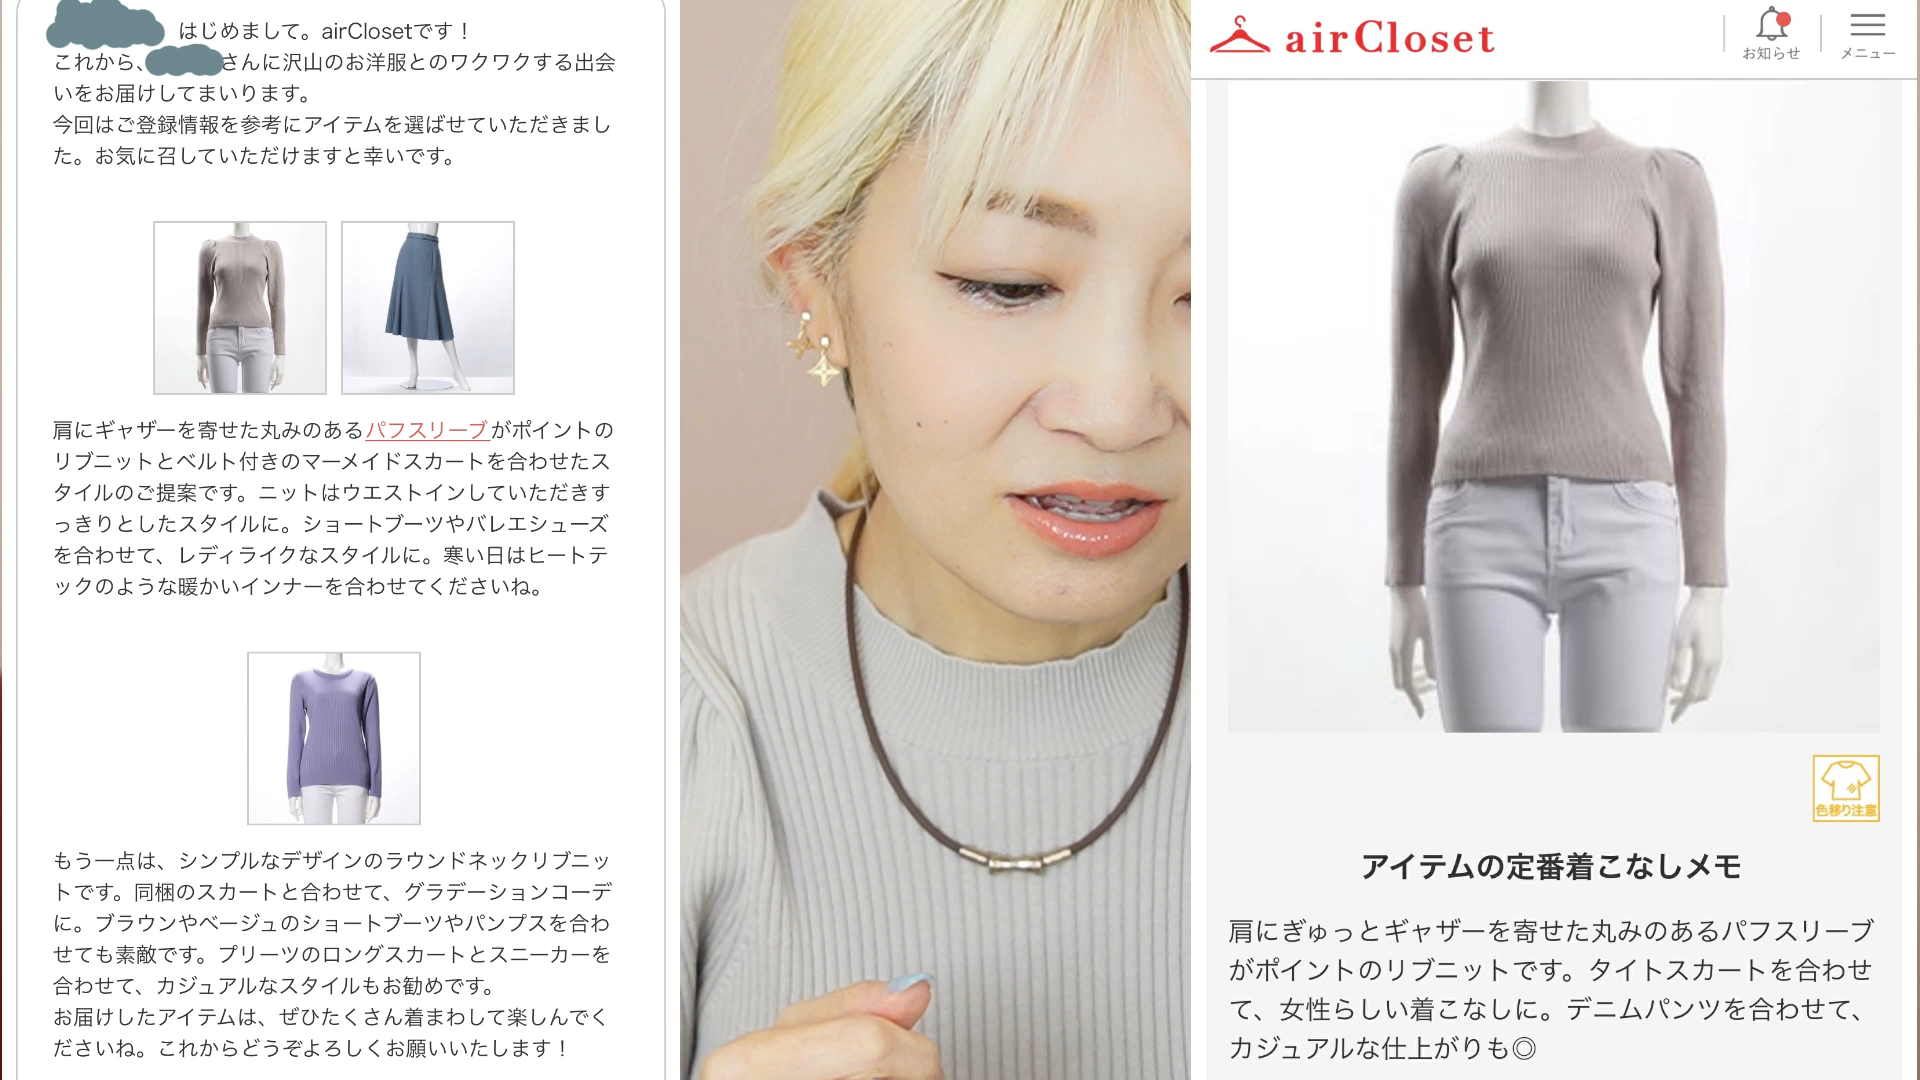 はじめまして。airClosetです！
これから、さんに沢山のお洋服とのワクワクする出会
いをお届けしてまいります。
今回はご登録情報を参考にアイテムを選ばせていただきまし
た。お気に召していただけますと幸いです。
肩にギャザーを寄せた丸みのあるパフスリーブがポイントの
リブニットとベルト付きのマーメイドスカートを合わせたス
タイルのご提案です。ニットはウエストインしていただきす
っきりとしたスタイルに。ショートブーツやバレエシューズ
を合わせて、レディライクなスタイルに。寒い日はヒートテ
ックのような暖かいインナーを合わせてくださいね。
もう一点は、シンプルなデザインのラウンドネックリブニッ
トです。同梱のスカートと合わせて、グラデーションコーデ
に。ブラウンやベージュのショートブーツやパンプスを合わ
せても素敵です。プリーツのロングスカートとスニーカーを
合わせて、カジュアルなスタイルもお勧めです。
お届けしたアイテムは、ぜひたくさん着まわして楽しんでく
ださいね。これからどうぞよろしくお願いいたします！
airCloset
お知らせ
メニュー
色移り注意
アイテムの定番着こなしメモ
肩にぎゅっとギャザーを寄せた丸みのあるパフスリーブ
がポイントのリブニットです。タイトスカートを合わせ
て、女性らしい着こなしに。デニムパンツを合わせて、
カジュアルな仕上がりも◎